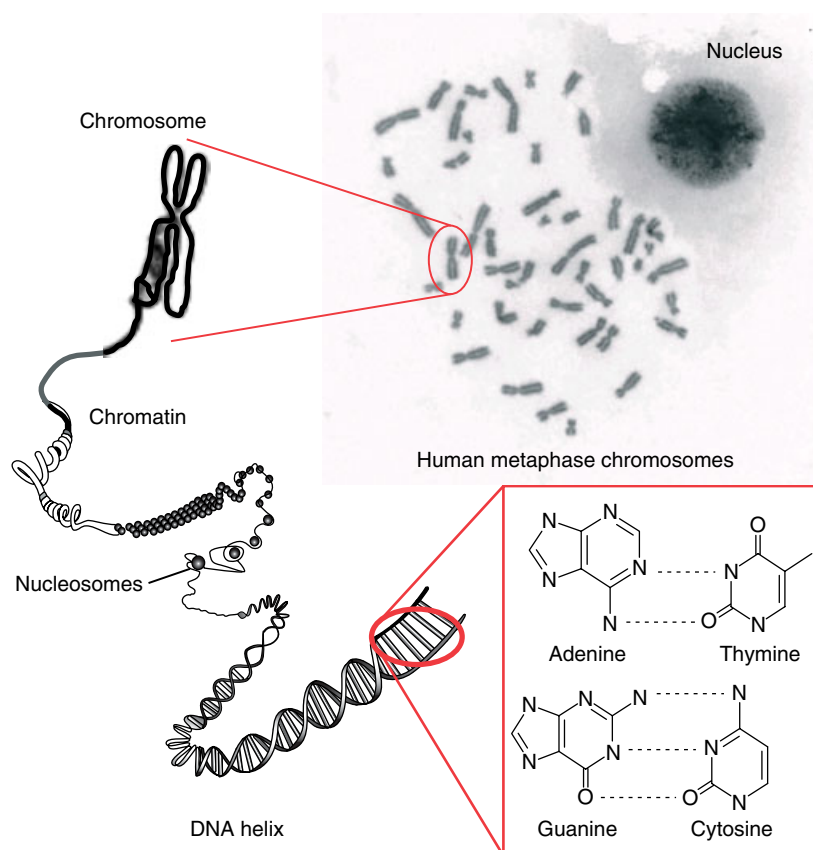 Nucleus
Chromosome
Chromatin
Human metaphase chromosomes
Nucleosomes
DNA helix
N
N
N
N
N
O
N
O
N
Adenine
Thymine
N
N
N
N
N
O
N
N
O
N
Guanine
Cytosine